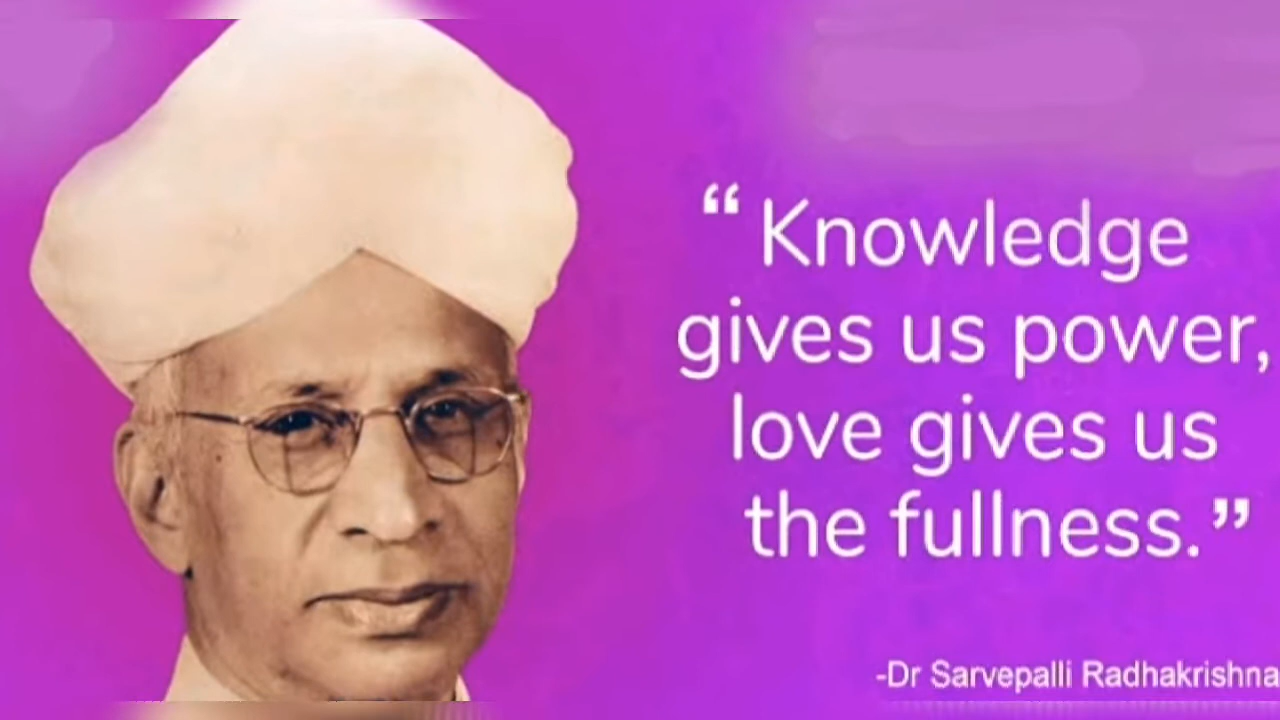 “Knowledge
gives us power,
love gives us
the fullness.”
-Dr Sarvepalli Radhakrishna